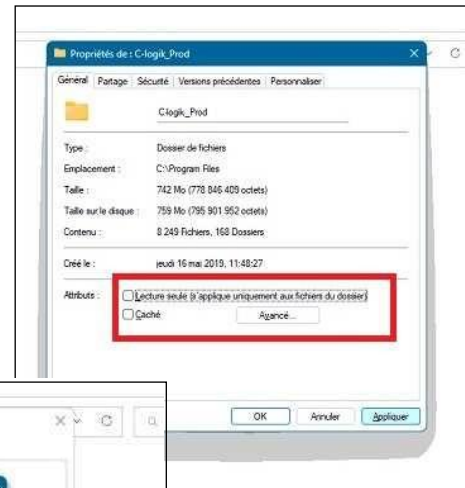 Propriétés de : C-logik_Prod
Général Partage Sécurité Versions précédentes Personnaliser
C-logik_Prod
Type : Dossier de fichiers
Emplacement : C:\Program Files
Taille : 742 Mo (778 846 409 octets)
Taille sur le disque : 759 Mo (795 901 952 octets)
Contenu : 8 249 Fichiers, 168 Dossiers
Créé le : jeudi 16 mai 2019, 11:48:27
Attributs : Lecture seule (s'applique uniquement aux fichiers du dossier)
Caché Avancé...
OK Annuler Appliquer